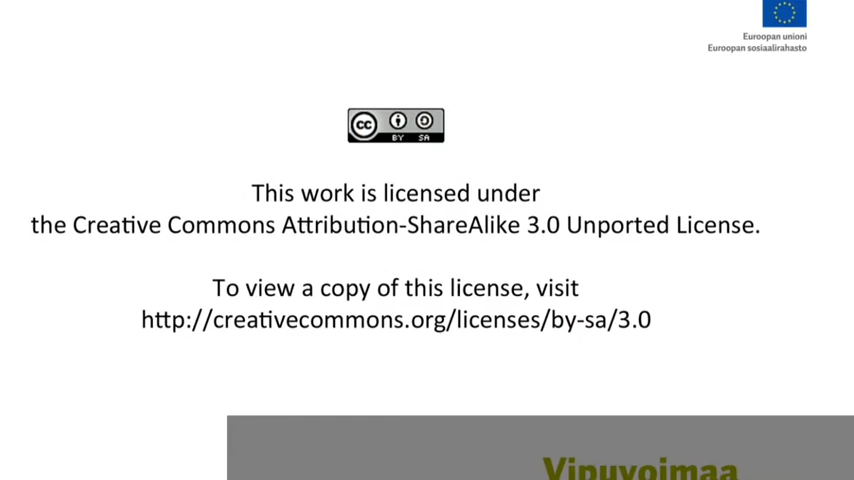 Euroopan unioni
Euroopan sosiaalirahasto
cc BY SA
This work is licensed under
the Creative Commons Attribution-ShareAlike 3.0 Unported License.
To view a copy of this license, visit
http://creativecommons.org/licenses/by-sa/3.0
Vipuvoimaa